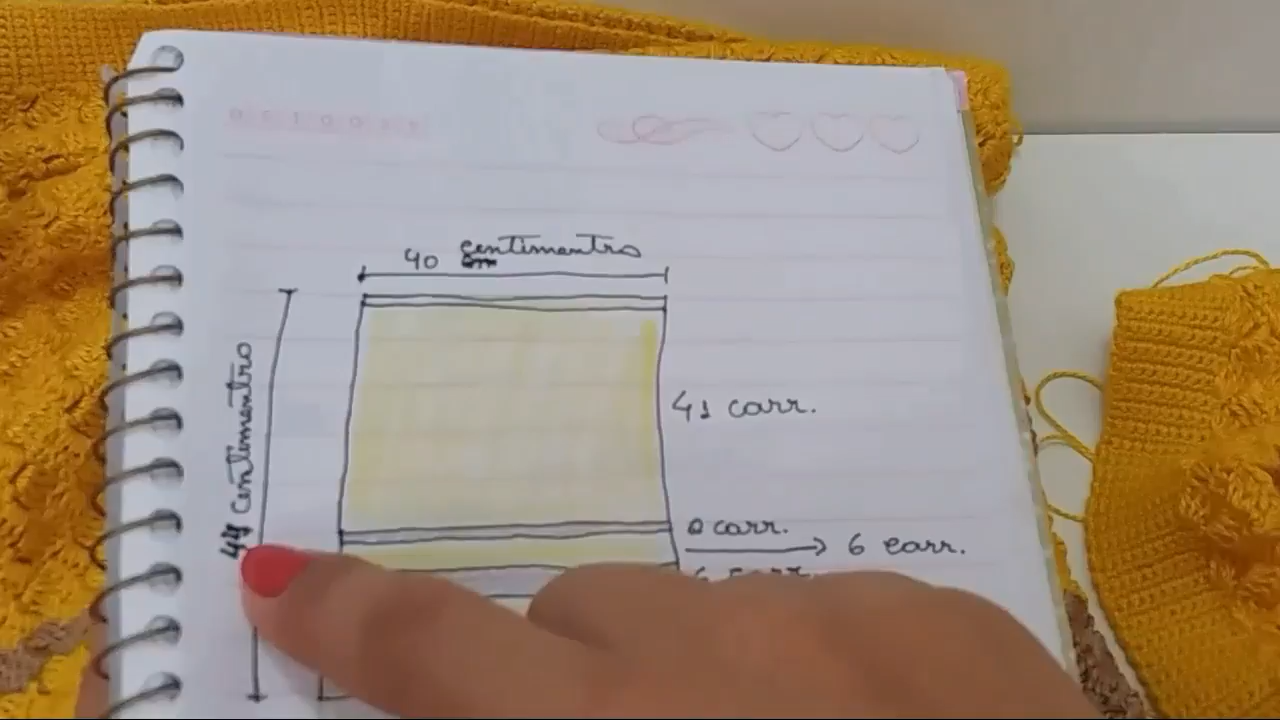 40 centimentro
44 centimentro
41 carr.
carr.
6 carr.